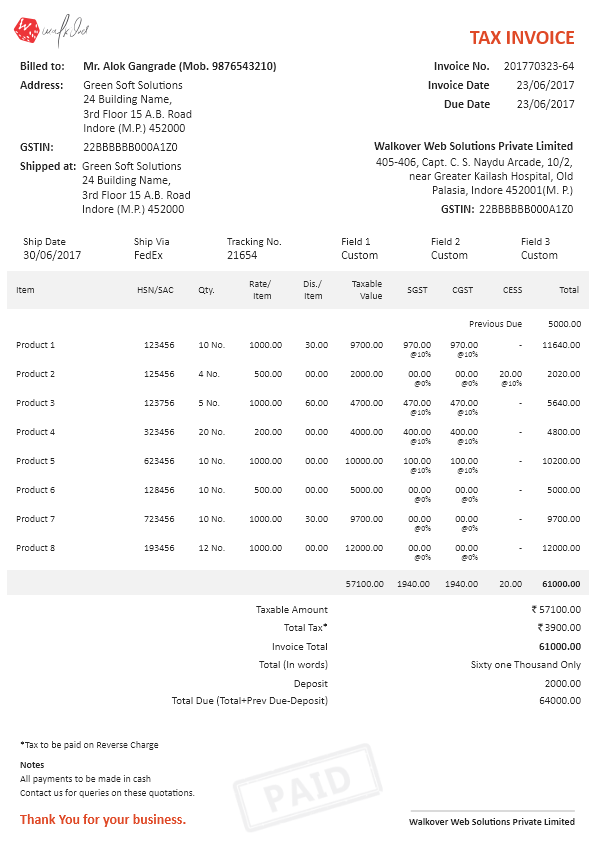 W Walkover
TAX INVOICE
Billed to: Mr. Alok Gangrade (Mob. 9876543210)
Invoice No. 201770323-64
Address: Green Soft Solutions
Invoice Date 23/06/2017
24 Building Name,
Due Date 23/06/2017
3rd Floor 15 A.B. Road
Indore (M.P.) 452000
GSTIN: 22BBBBBB000A1Z0
Walkover Web Solutions Private Limited
Shipped at: Green Soft Solutions
405-406, Capt. C. S. Naydu Arcade, 10/2,
24 Building Name,
near Greater Kailash Hospital, Old
3rd Floor 15 A.B. Road
Palasia, Indore 452001(M. P.)
Indore (M.P.) 452000
GSTIN: 22BBBBBB000A1Z0
Ship Date Ship Via Tracking No. Field 1 Field 2 Field 3
30/06/2017 FedEx 21654 Custom Custom Custom
Item HSN/SAC Qty. Rate/ Item Dis./ Item Taxable Value SGST CGST CESS Total
Previous Due 5000.00
Product 1 123456 10 No. 1000.00 30.00 9700.00 970.00 970.00 - 11640.00
@10% @10%
Product 2 125456 4 No. 500.00 00.00 2000.00 00.00 00.00 20.00 2020.00
@0% @0% @10%
Product 3 123756 5 No. 1000.00 60.00 4700.00 470.00 470.00 - 5640.00
@10% @10%
Product 4 323456 20 No. 200.00 00.00 4000.00 400.00 400.00 - 4800.00
@10% @10%
Product 5 623456 10 No. 1000.00 00.00 10000.00 100.00 100.00 - 10200.00
@10% @10%
Product 6 128456 10 No. 500.00 00.00 5000.00 00.00 00.00 - 5000.00
@0% @0%
Product 7 723456 10 No. 1000.00 30.00 9700.00 00.00 00.00 - 9700.00
@0% @0%
Product 8 193456 12 No. 1000.00 00.00 12000.00 00.00 00.00 - 12000.00
@0% @0%
57100.00 1940.00 1940.00 20.00 61000.00
Taxable Amount ₹ 57100.00
Total Tax* ₹ 3900.00
Invoice Total 61000.00
Total (In words) Sixty one Thousand Only
Deposit 2000.00
Total Due (Total+Prev Due-Deposit) 64000.00
*Tax to be paid on Reverse Charge
Notes
All payments to be made in cash
Contact us for queries on these quotations.
PAID
Thank You for your business.
Walkover Web Solutions Private Limited